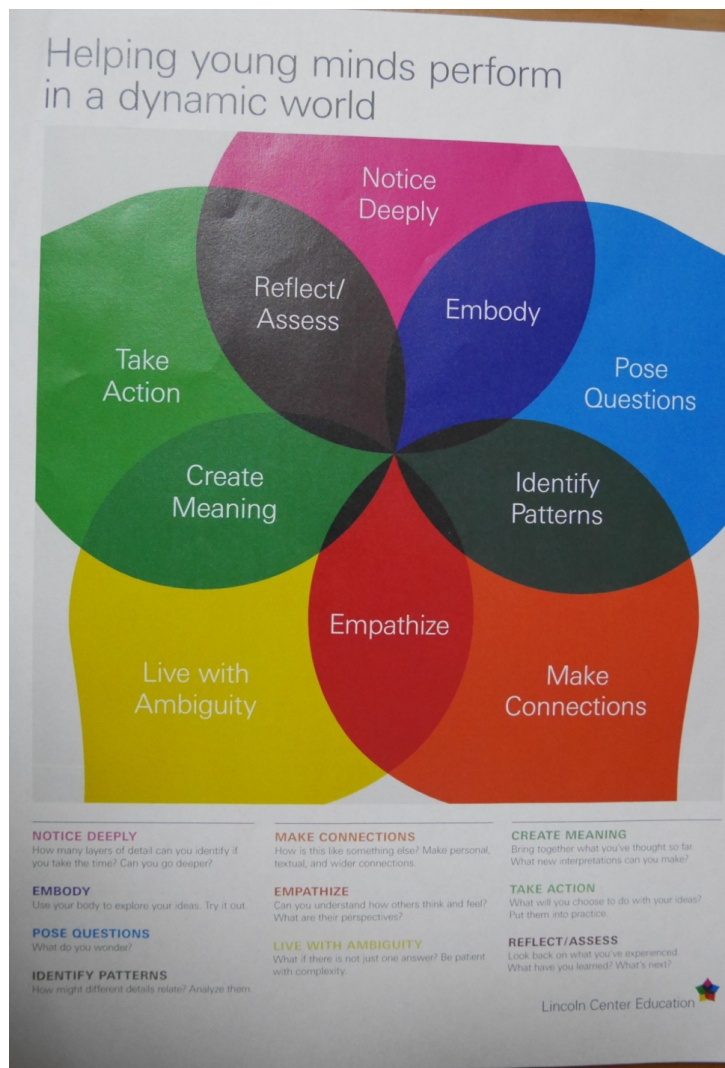 Helping young minds perform
in a dynamic world
Notice
Deeply
Reflect/
Assess
Embody
Take
Action
Pose
Questions
Create
Meaning
Identify
Patterns
Empathize
Live with
Ambiguity
Make
Connections
NOTICE DEEPLY
How many layers of detail can you identify if
you take the time? Can you go deeper?
EMBODY
Use your body to explore your ideas. Try it out.
POSE QUESTIONS
What do you wonder?
IDENTIFY PATTERNS
How might different details relate? Analyze them.
MAKE CONNECTIONS
How is this like something else? Make personal,
textual, and wider connections.
EMPATHIZE
Can you understand how others think and feel?
What are their perspectives?
LIVE WITH AMBIGUITY
What if there is not just one answer? Be patient
with complexity.
CREATE MEANING
Bring together what you've thought so far.
What new interpretations can you make?
TAKE ACTION
What will you choose to do with your ideas?
Put them into practice.
REFLECT/ASSESS
Look back on what you've experienced.
What have you learned? What's next?
Lincoln Center Education